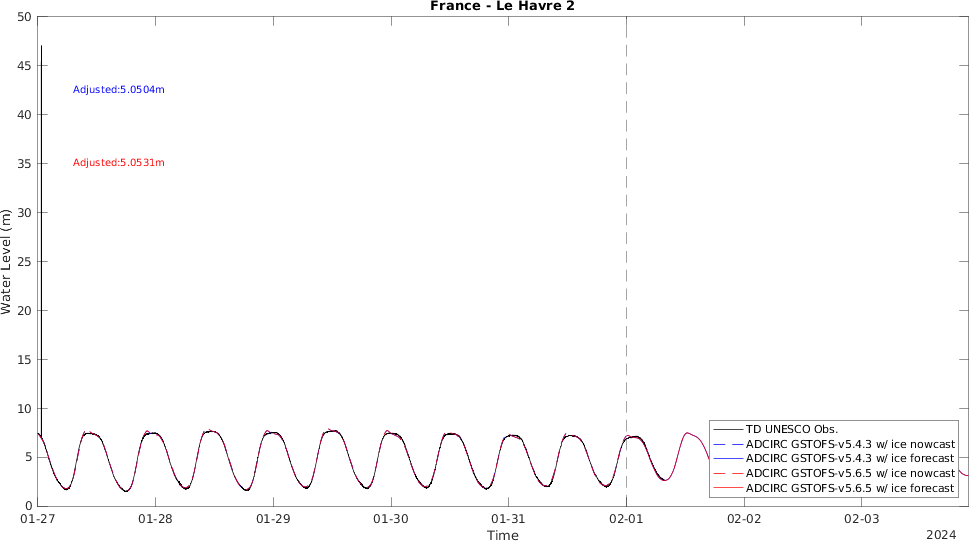 France - Le Havre 2
50
45
40
35
30
25
20
15
10
5
0
Water Level (m)
Adjusted:5.0504m
Adjusted:5.0531m
TD UNESCO Obs.
ADCIRC GSTOFS-v5.4.3 w/ ice nowcast
ADCIRC GSTOFS-v5.4.3 w/ ice forecast
ADCIRC GSTOFS-v5.6.5 w/ ice nowcast
ADCIRC GSTOFS-v5.6.5 w/ ice forecast
01-27 01-28 01-29 01-30 01-31 02-01 02-02 02-03
Time
2024